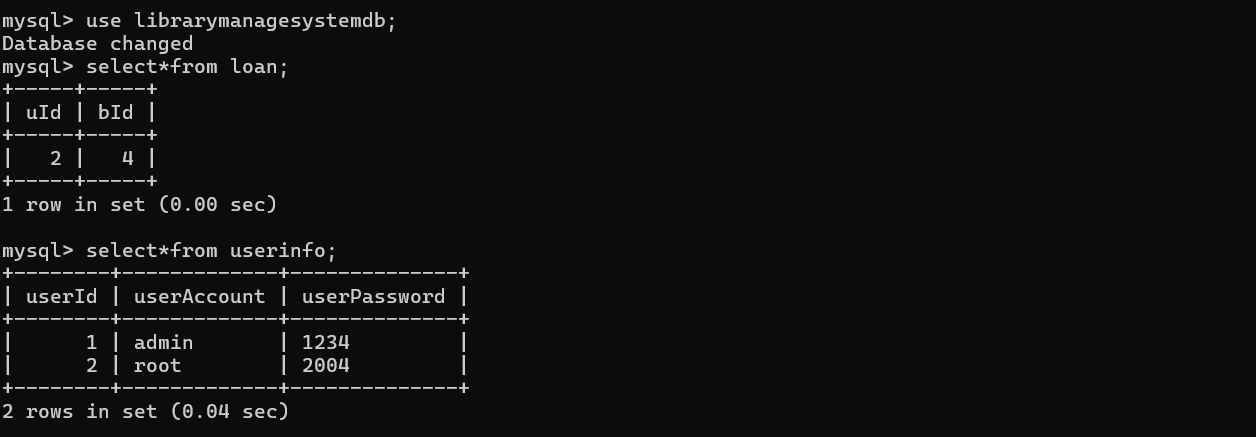 mysql> use librarymanagesystemdb;
Database changed
mysql> select*from loan;
+-----+-----+
| uId | bId |
+-----+-----+
|   2 |   4 |
+-----+-----+
1 row in set (0.00 sec)

mysql> select*from userinfo;
+--------+-------------+--------------+
| userId | userAccount | userPassword |
+--------+-------------+--------------+
|      1 | admin       | 1234         |
|      2 | root        | 2004         |
+--------+-------------+--------------+
2 rows in set (0.04 sec)